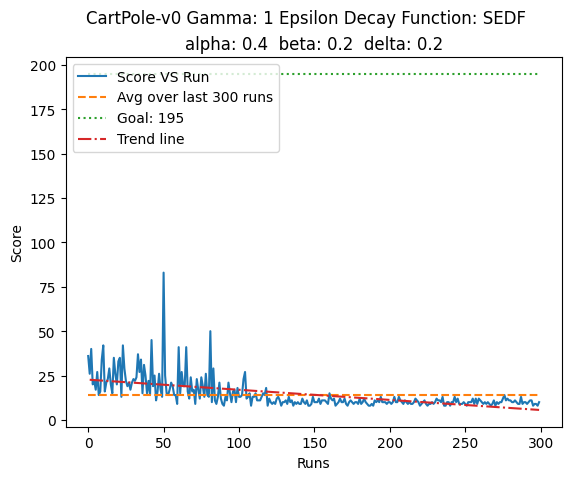 CartPole-v0 Gamma: 1 Epsilon Decay Function: SEDF
alpha: 0.4 beta: 0.2 delta: 0.2
200
175
150
125
100
75
50
25
0
Score
Score VS Run
Avg over last 300 runs
Goal: 195
Trend line
0
50
100
150
200
250
300
Runs